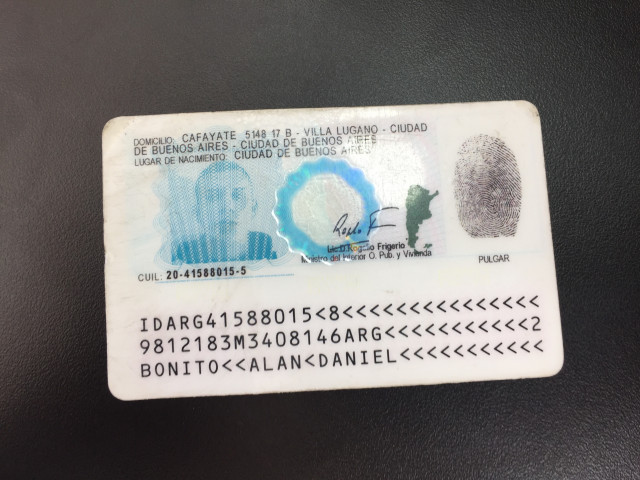 DOMICILIO: CAFAYATE 5148 17 B - VILLA LUGANO - CIUDAD
DE BUENOS AIRES - CIUDAD DE BUENOS AIRES
LUGAR DE NACIMIENTO: CIUDAD DE BUENOS AIRES
Lic. Rogelio Frigerio
Ministro del Interior O. Pub. y Vivienda
PULGAR
CUIL: 20-41588015-5
IDARG41588015<8<<<<<<<<<<<<<<<
9812183M3408146ARG<<<<<<<<<<<2
BONITO<<ALAN<DANIEL<<<<<<<<<<<